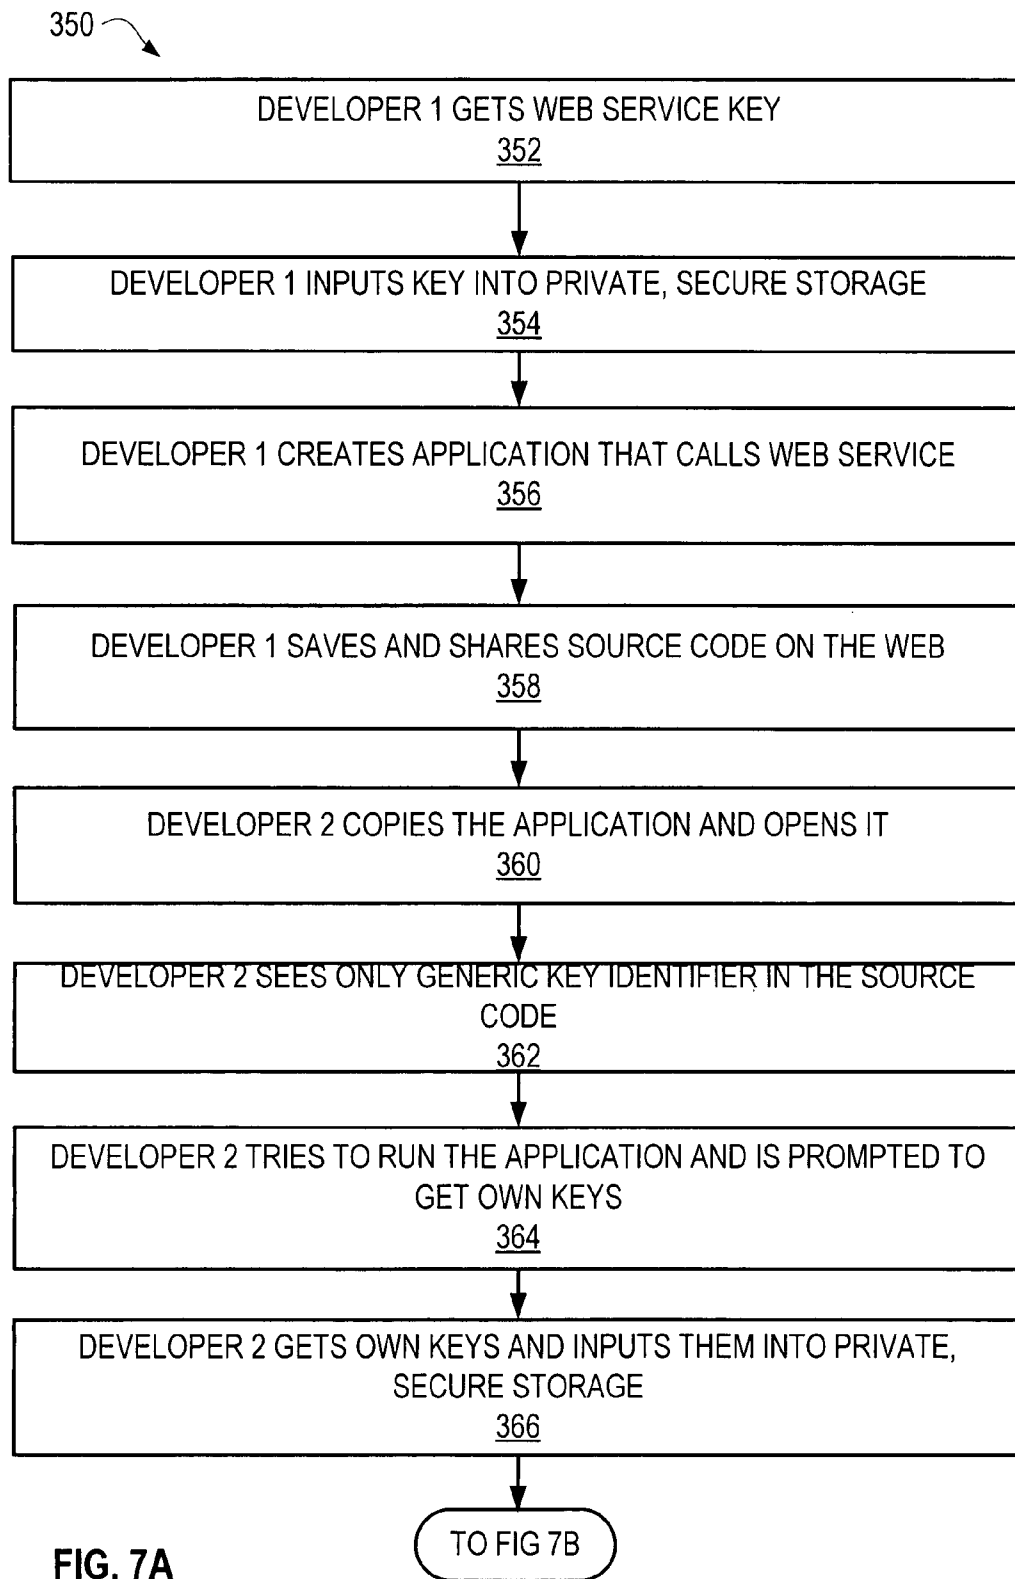 350
DEVELOPER 1 GETS WEB SERVICE KEY
352
DEVELOPER 1 INPUTS KEY INTO PRIVATE, SECURE STORAGE
354
DEVELOPER 1 CREATES APPLICATION THAT CALLS WEB SERVICE
356
DEVELOPER 1 SAVES AND SHARES SOURCE CODE ON THE WEB
358
DEVELOPER 2 COPIES THE APPLICATION AND OPENS IT
360
DEVELOPER 2 SEES ONLY GENERIC KEY IDENTIFIER IN THE SOURCE
CODE
362
DEVELOPER 2 TRIES TO RUN THE APPLICATION AND IS PROMPTED TO
GET OWN KEYS
364
DEVELOPER 2 GETS OWN KEYS AND INPUTS THEM INTO PRIVATE,
SECURE STORAGE
366
TO FIG 7B
FIG. 7A